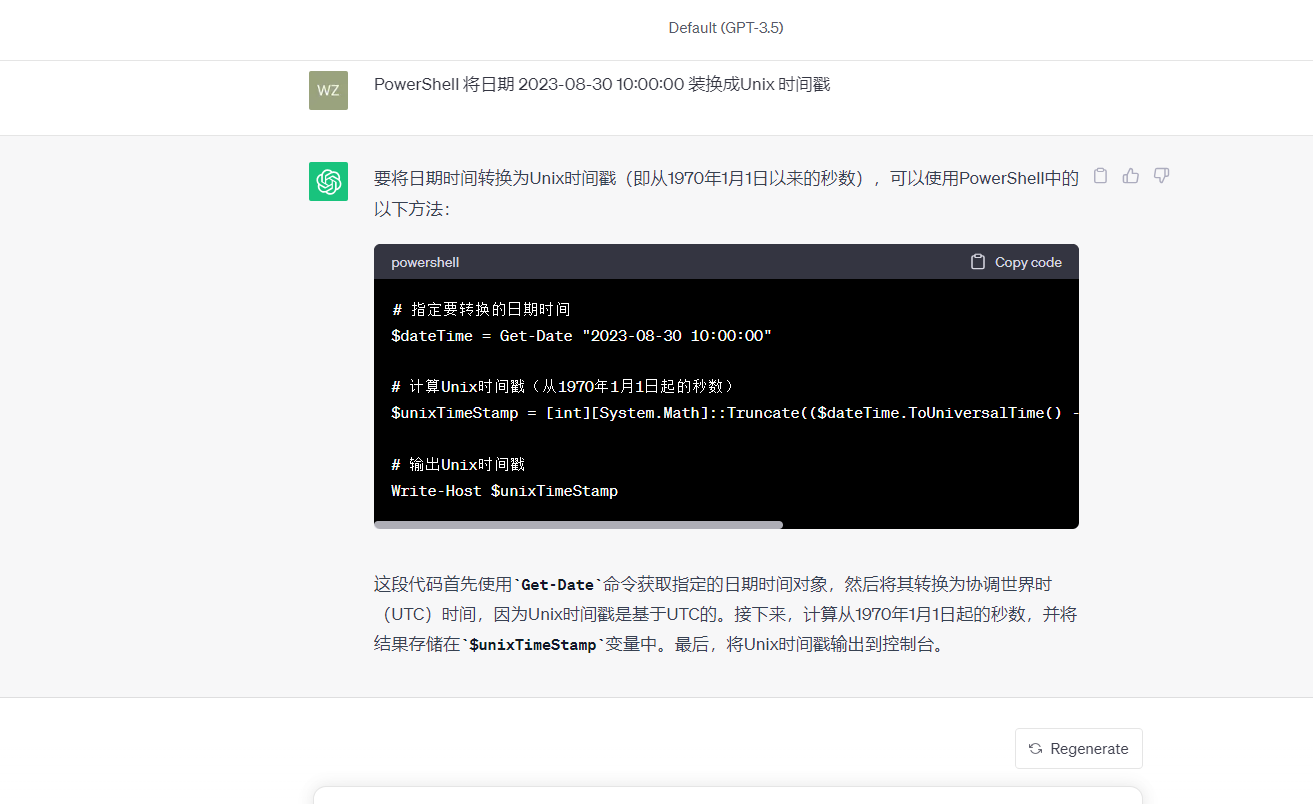 Default (GPT-3.5)
WZ
PowerShell 将日期 2023-08-30 10:00:00 装换成Unix 时间戳
要将日期时间转换为Unix时间戳（即从1970年1月1日以来的秒数），可以使用PowerShell中的
以下方法：
powershell
Copy code
# 指定要转换的日期时间
$dateTime = Get-Date "2023-08-30 10:00:00"
# 计算Unix时间戳（从1970年1月1日起的秒数）
$unixTimeStamp = [int][System.Math]::Truncate(($dateTime.ToUniversalTime() -
# 输出Unix时间戳
Write-Host $unixTimeStamp
这段代码首先使用`Get-Date`命令获取指定的日期时间对象，然后将其转换为协调世界时
（UTC）时间，因为Unix时间戳是基于UTC的。接下来，计算从1970年1月1日起的秒数，并将
结果存储在`$unixTimeStamp`变量中。最后，将Unix时间戳输出到控制台。
Regenerate